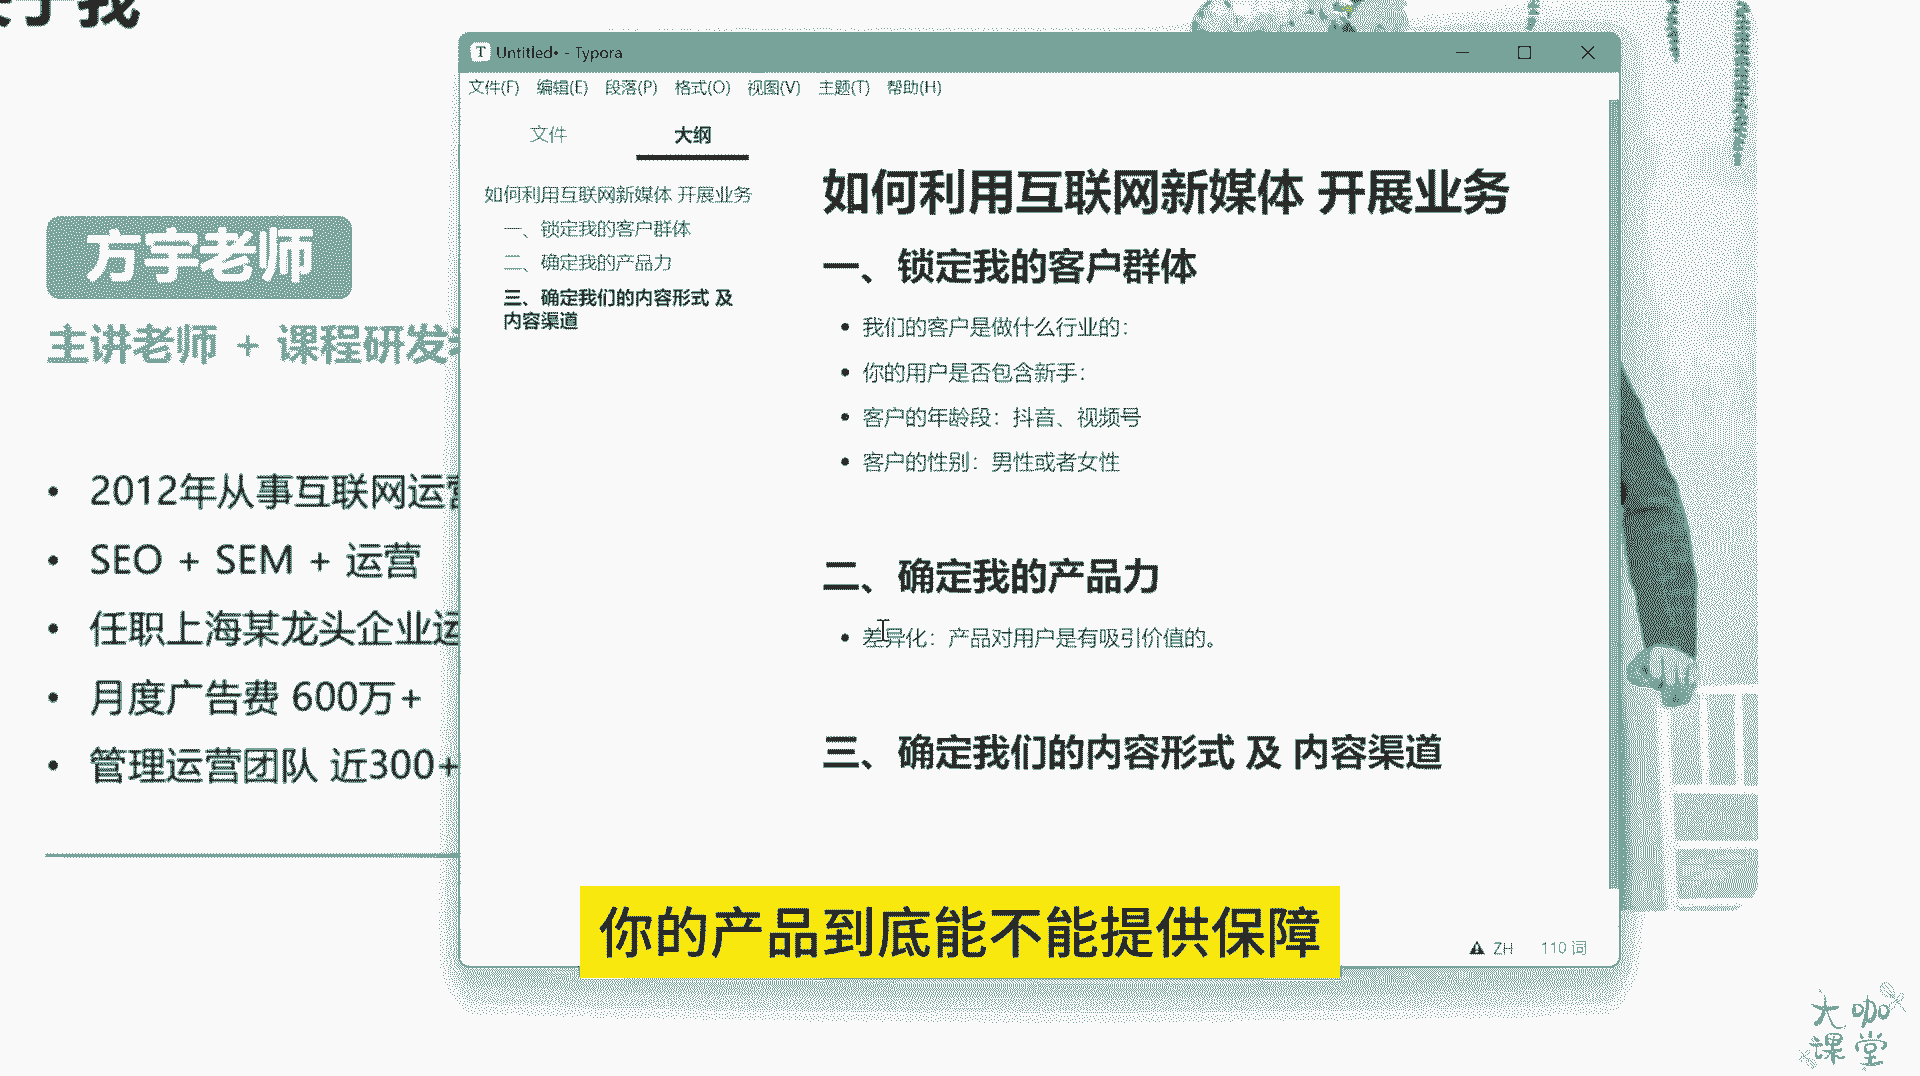 于我
方宇老师
主讲老师 + 课程研发
2012年从事互联网运营
SEO + SEM + 运营
任职上海某龙头企业运
月度广告费 600万+
管理运营团队 近300+
Untitled• - Typora
文件(F) 编辑(E) 段落(P) 格式(O) 视图(V) 主题(T) 帮助(H)
文件 大纲
如何利用互联网新媒体 开展业务
一、锁定我的客户群体
二、确定我的产品力
三、确定我们的内容形式 及
内容渠道
如何利用互联网新媒体 开展业务
一、锁定我的客户群体
我们的客户是做什么行业的：
你的用户是否包含新手：
客户的年龄段：抖音、视频号
客户的性别：男性或者女性
二、确定我的产品力
差异化：产品对用户是有吸引价值的。
三、确定我们的内容形式 及 内容渠道
你的产品到底能不能提供保障
ZH 110 词
大咖
课堂